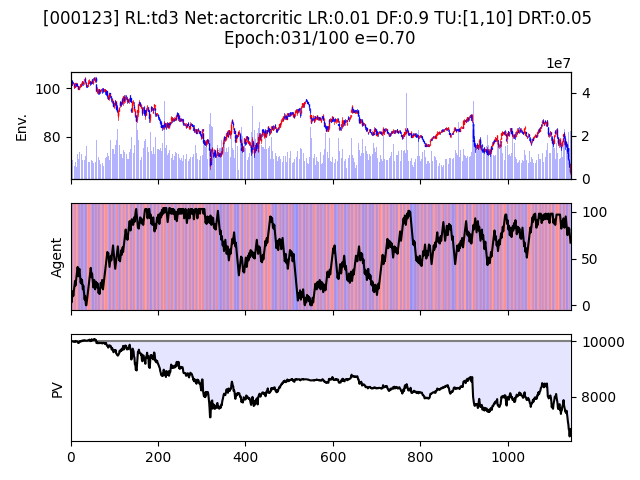 [000123] RL:td3 Net:actorcritic LR:0.01 DF:0.9 TU:[1,10] DRT:0.05
Epoch:031/100 e=0.70
1e7
100
80
Env.
4
2
0
Agent
100
50
0
PV
10000
8000
0
200
400
600
800
1000